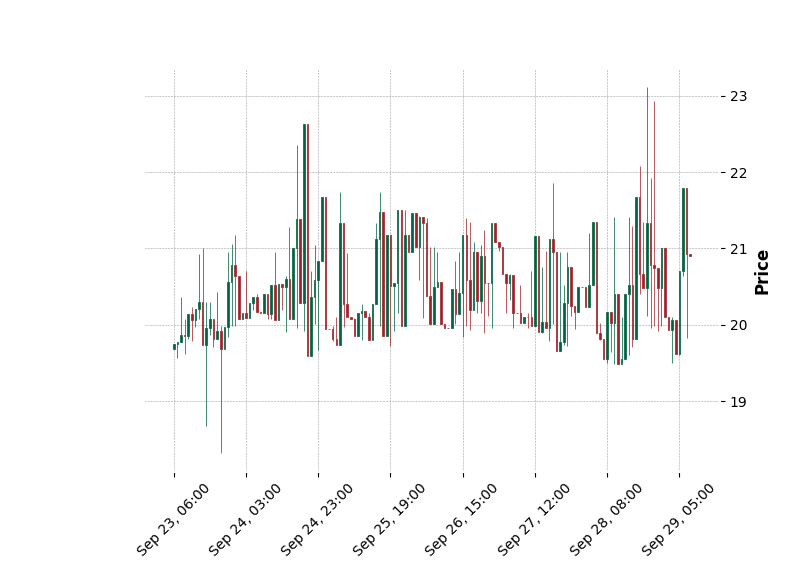 23
22
21
20
19
Price
Sep 23, 06:00
Sep 24, 03:00
Sep 24, 23:00
Sep 25, 19:00
Sep 26, 15:00
Sep 27, 12:00
Sep 28, 08:00
Sep 29, 05:00